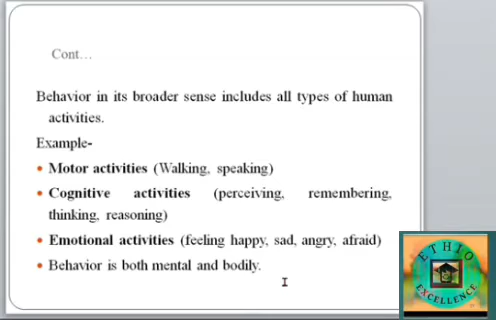 Cont…
Behavior in its broader sense includes all types of human
activities.
Example-
• Motor activities (Walking, speaking)
• Cognitive activities (perceiving, remembering,
thinking, reasoning)
• Emotional activities (feeling happy, sad, angry, afraid)
• Behavior is both mental and bodily.
ETHIO
EXCELLENCE